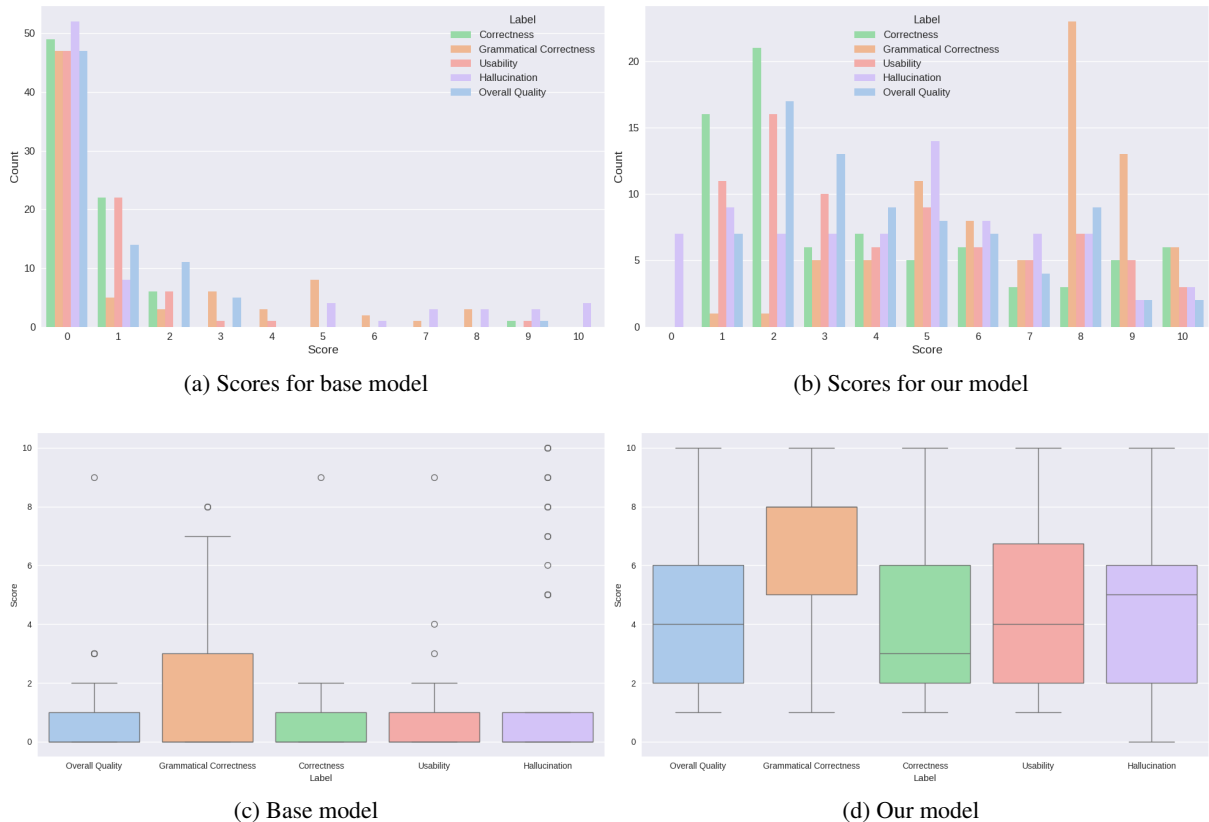 Label
Correctness
Grammatical Correctness
Usability
Hallucination
Overall Quality
50
40
30
20
10
0
Count
0 1 2 3 4 5 6 7 8 9 10
Score
(a) Scores for base model
Label
Correctness
Grammatical Correctness
Usability
Hallucination
Overall Quality
20
15
10
5
0
Count
0 1 2 3 4 5 6 7 8 9 10
Score
(b) Scores for our model
10
8
6
4
2
0
Score
Overall Quality Grammatical Correctness Correctness Usability Hallucination
Label
(c) Base model
10
8
6
4
2
0
Score
Overall Quality Grammatical Correctness Correctness Usability Hallucination
Label
(d) Our model